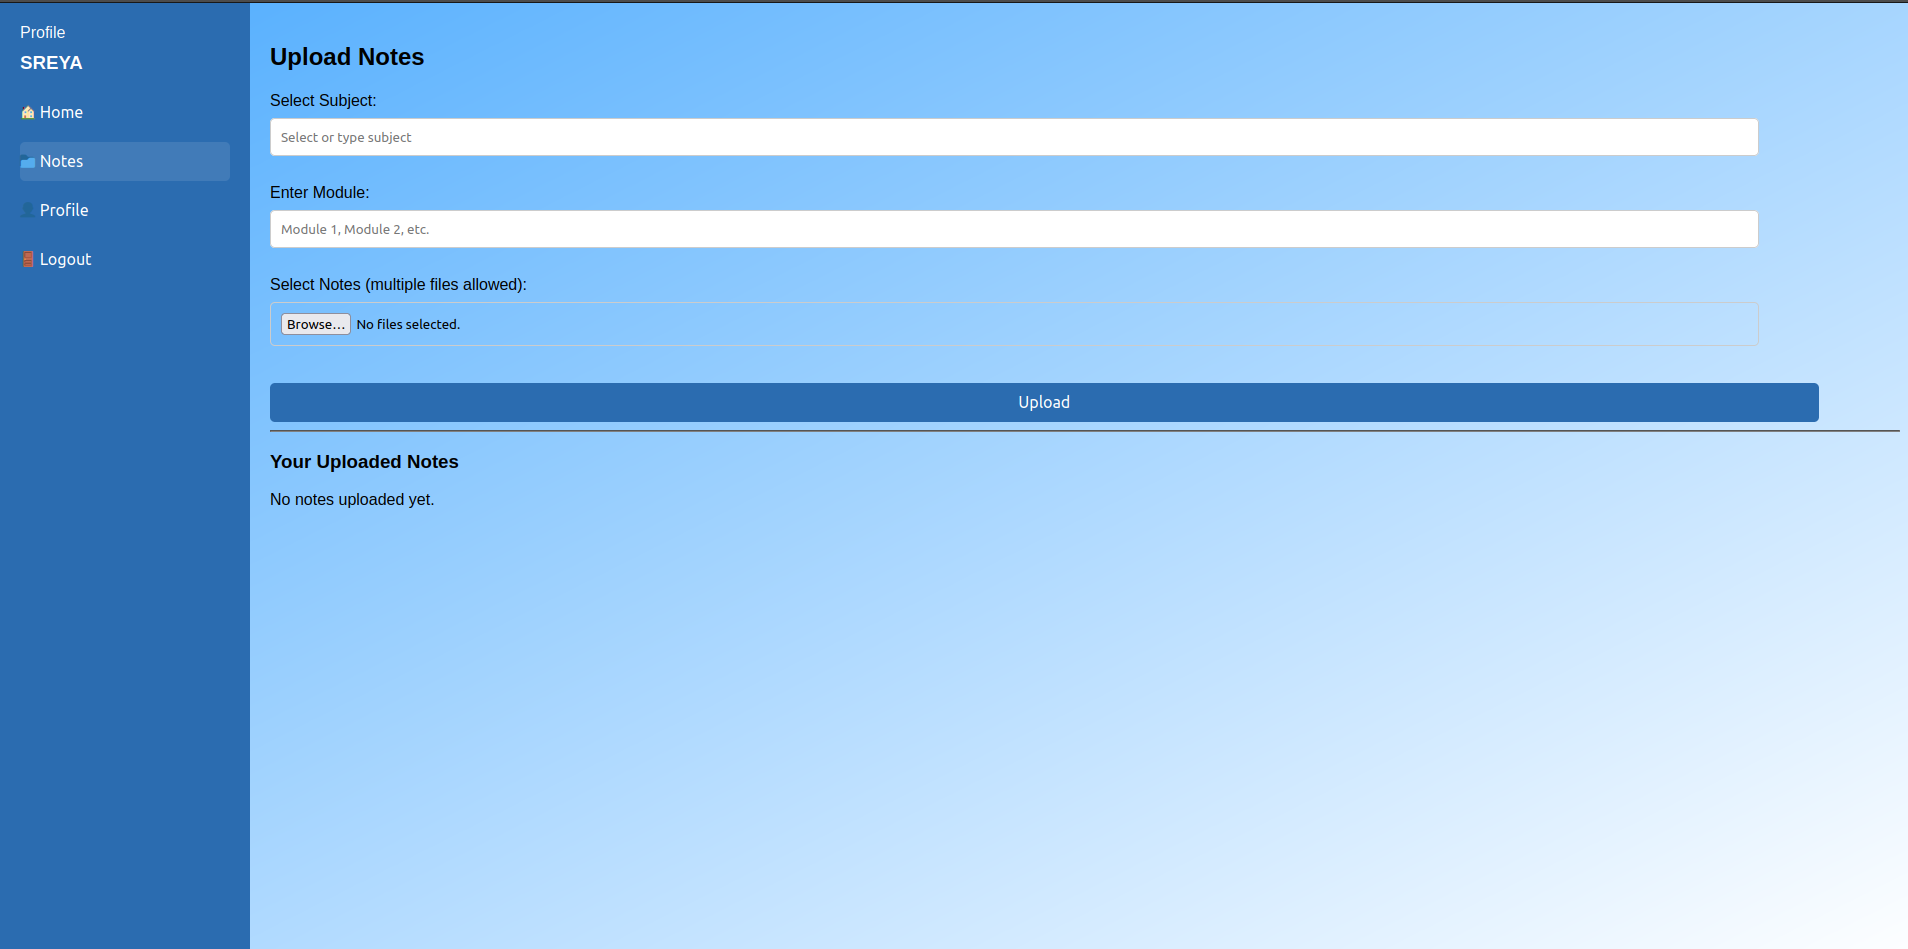 Profile
SREYA
Home
Notes
Profile
Logout
Upload Notes
Select Subject:
Select or type subject
Enter Module:
Module 1, Module 2, etc.
Select Notes (multiple files allowed):
Browse... No files selected.
Upload
Your Uploaded Notes
No notes uploaded yet.